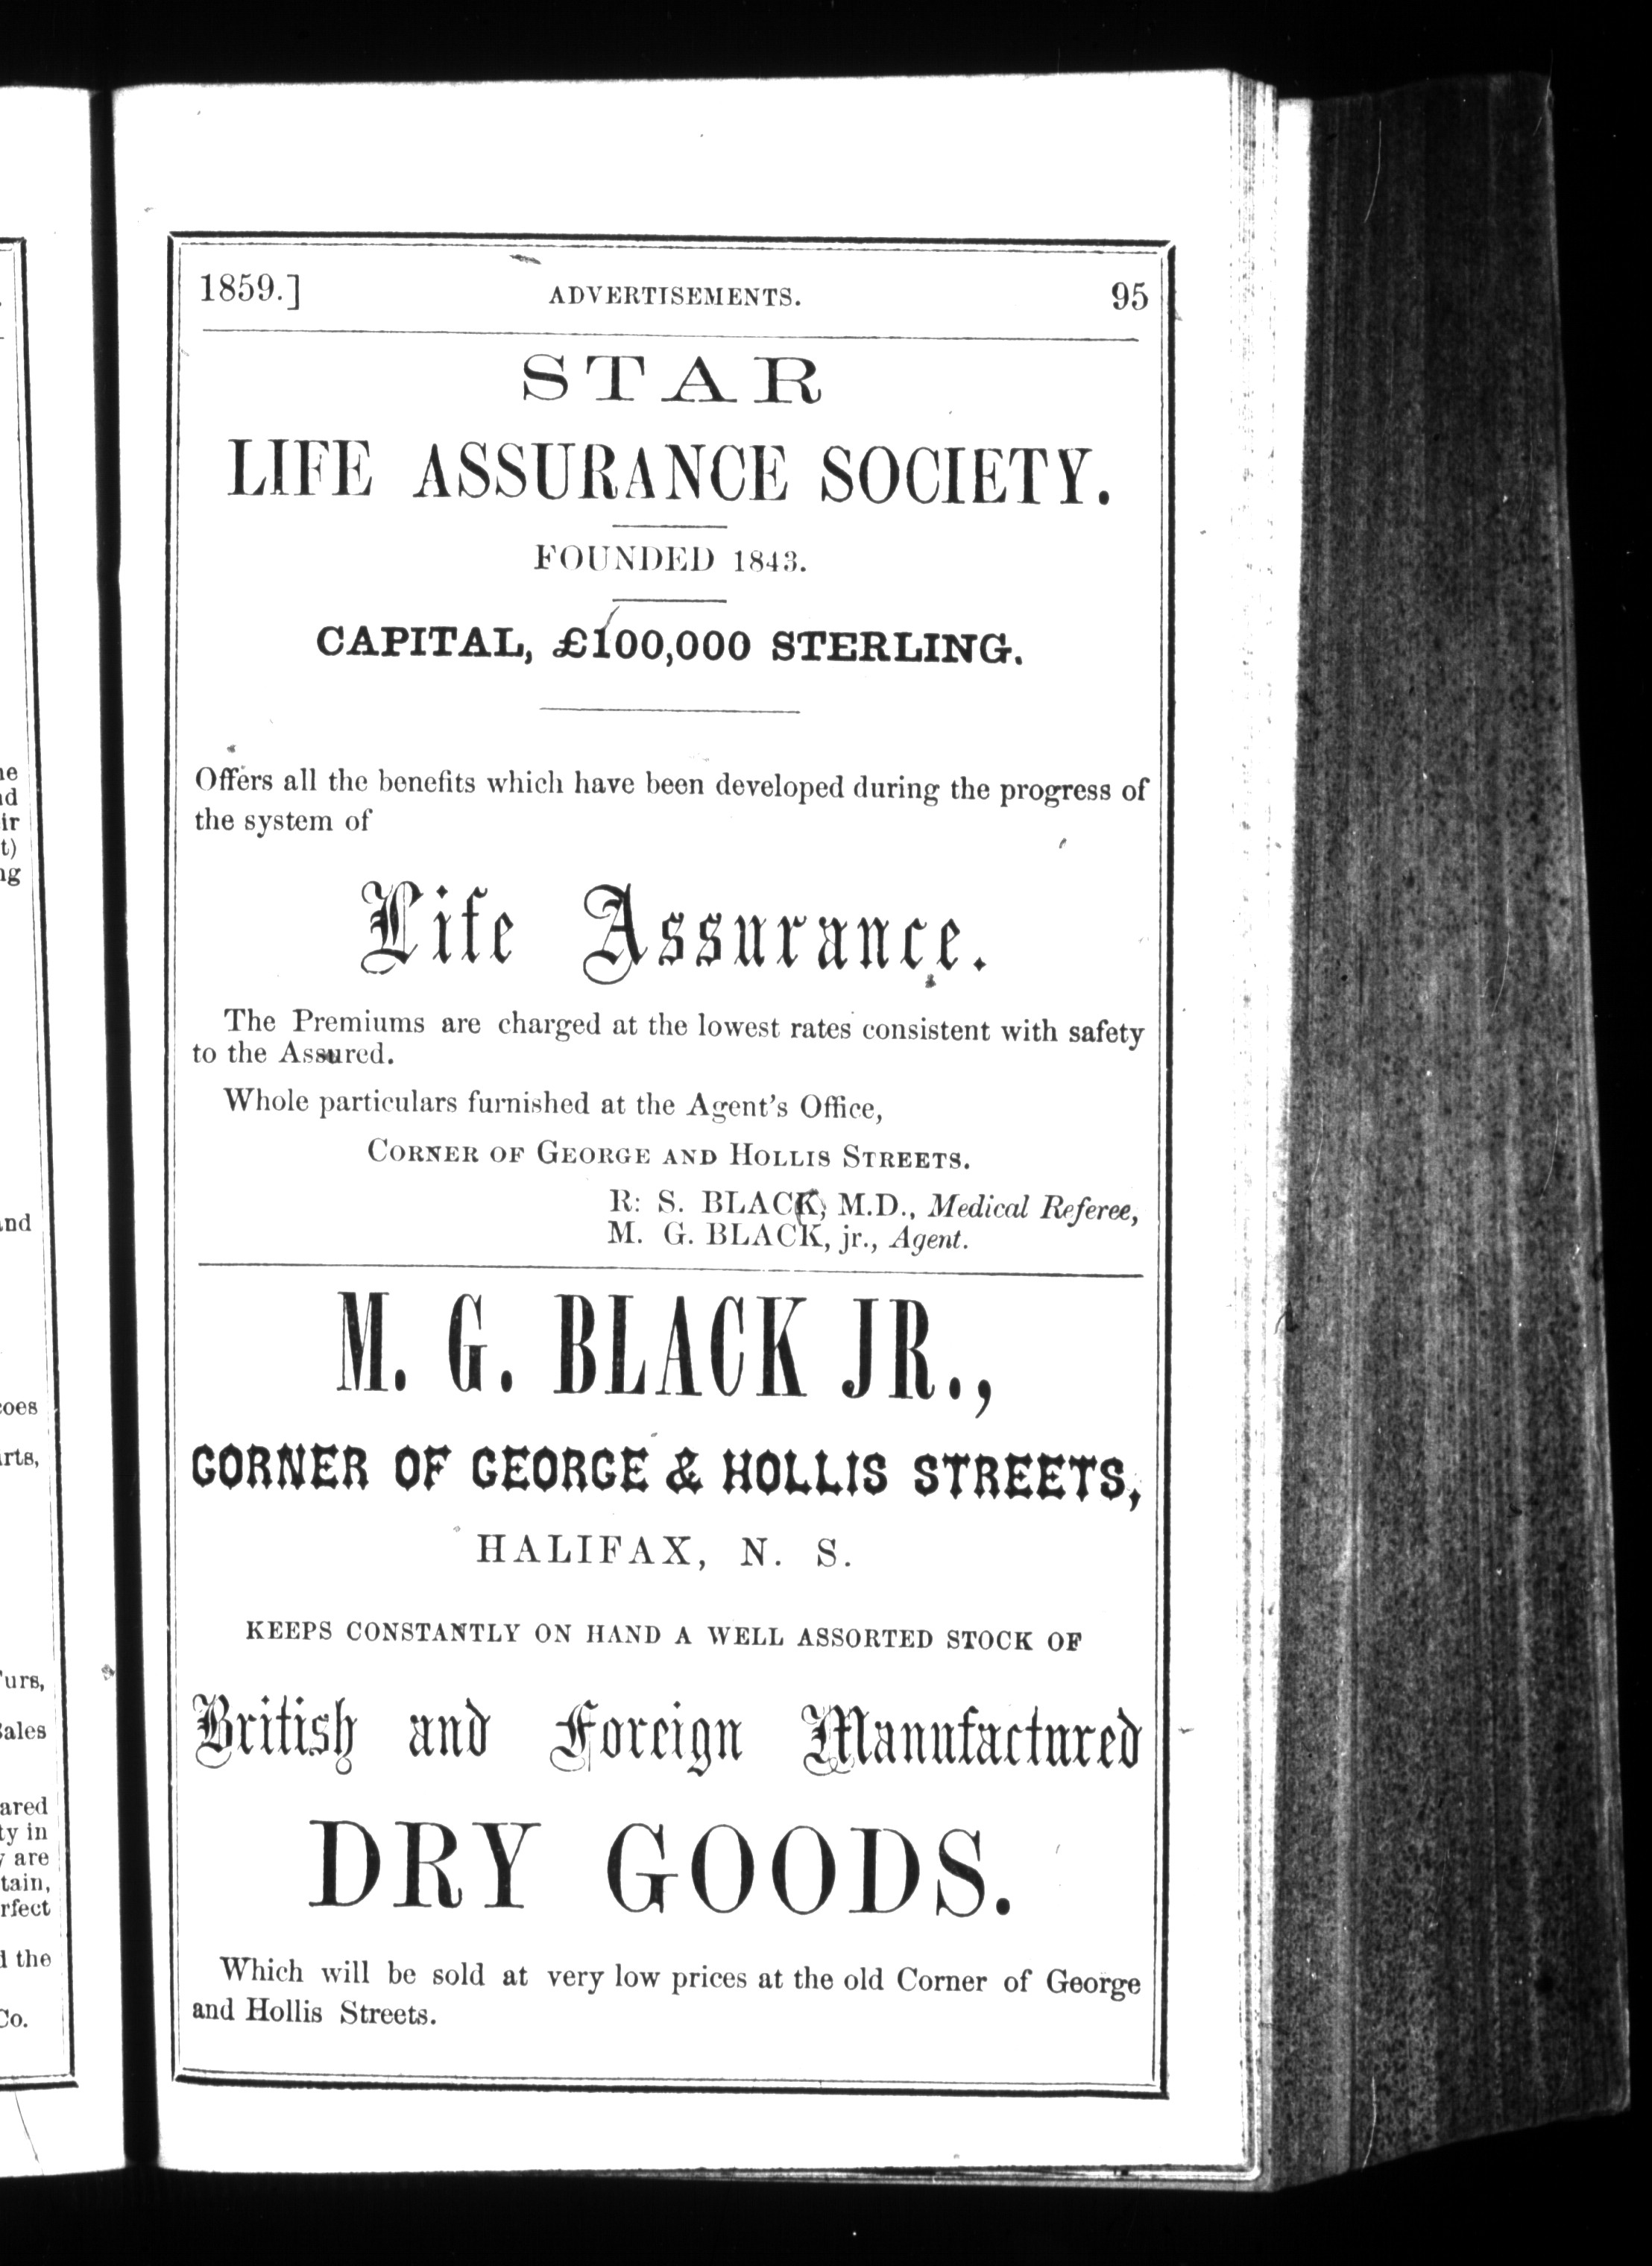 1859.] ADVERTISEMENTS. 95
STAR
LIFE ASSURANCE SOCIETY.
FOUNDED 1843.
CAPITAL, £100,000 STERLING.
Offers all the benefits which have been developed during the progress of
the system of
Life Assurance.
The Premiums are charged at the lowest rates consistent with safety
to the Assured.
Whole particulars furnished at the Agent's Office,
CORNER OF GEORGE AND HOLLIS STREETS.
R: S. BLACK, M.D., Medical Referee,
M. G. BLACK, jr., Agent.
M. G. BLACK JR.,
CORNER OF GEORGE & HOLLIS STREETS,
HALIFAX, N. S.
KEEPS CONSTANTLY ON HAND A WELL ASSORTED STOCK OF
British and Foreign Manufactured
DRY GOODS.
Which will be sold at very low prices at the old Corner of George
and Hollis Streets.